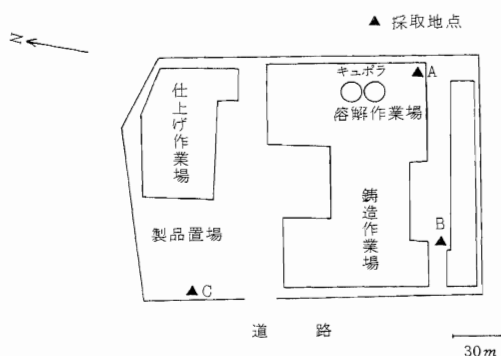 ▲ 採取地点
N
キュポラ
A
溶解作業場
仕上げ作業場
鋳造作業場
B
製品置場
C
道路
30m